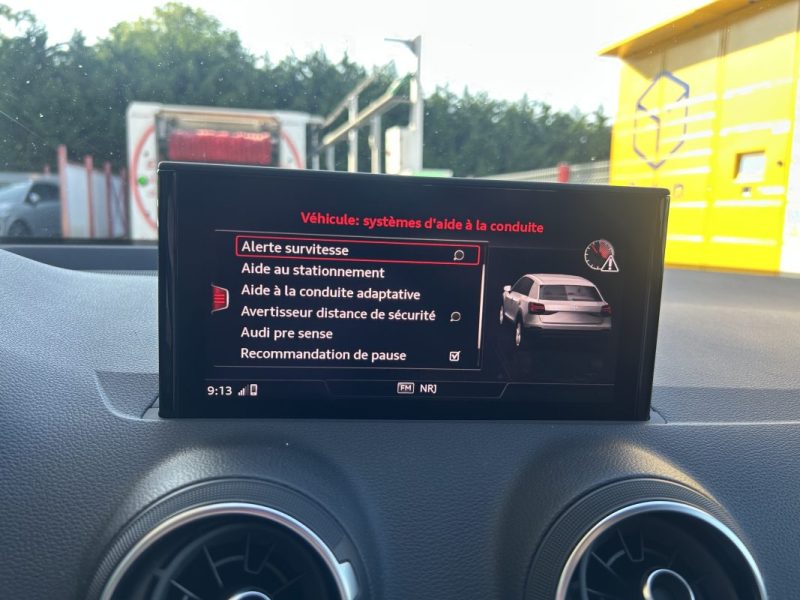 Véhicule: systèmes d'aide à la conduite
Alerte survitesse
Aide au stationnement
Aide à la conduite adaptative
Avertisseur distance de sécurité
Audi pre sense
Recommandation de pause
9:13
FM NRJ